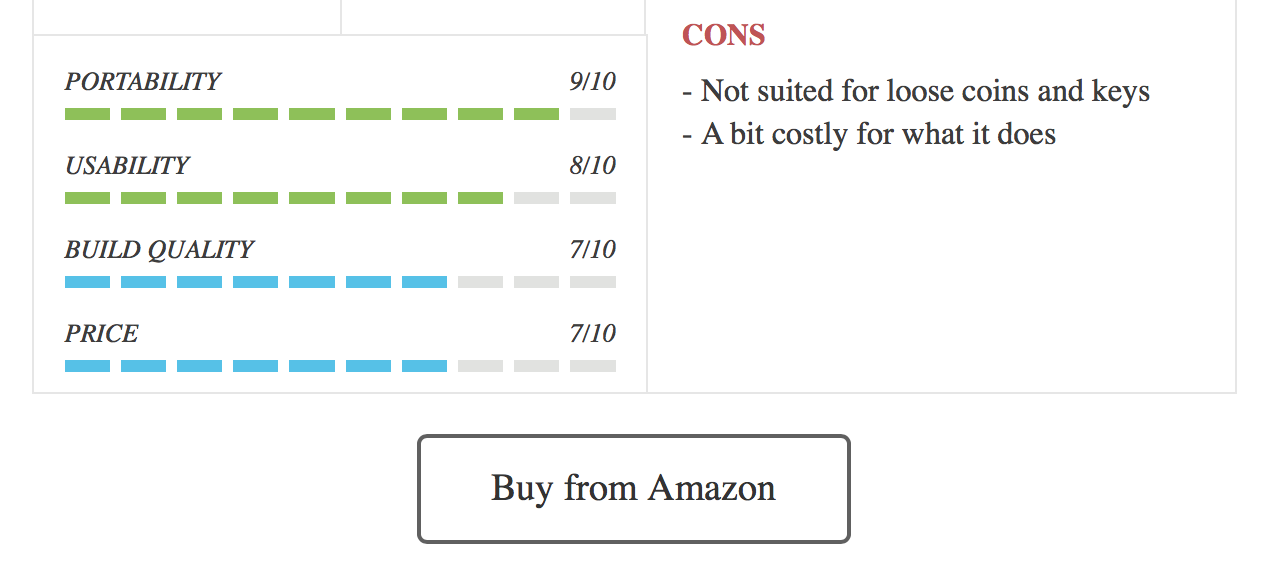 PORTABILITY 9/10
USABILITY 8/10
BUILD QUALITY 7/10
PRICE 7/10
CONS
- Not suited for loose coins and keys
- A bit costly for what it does
Buy from Amazon